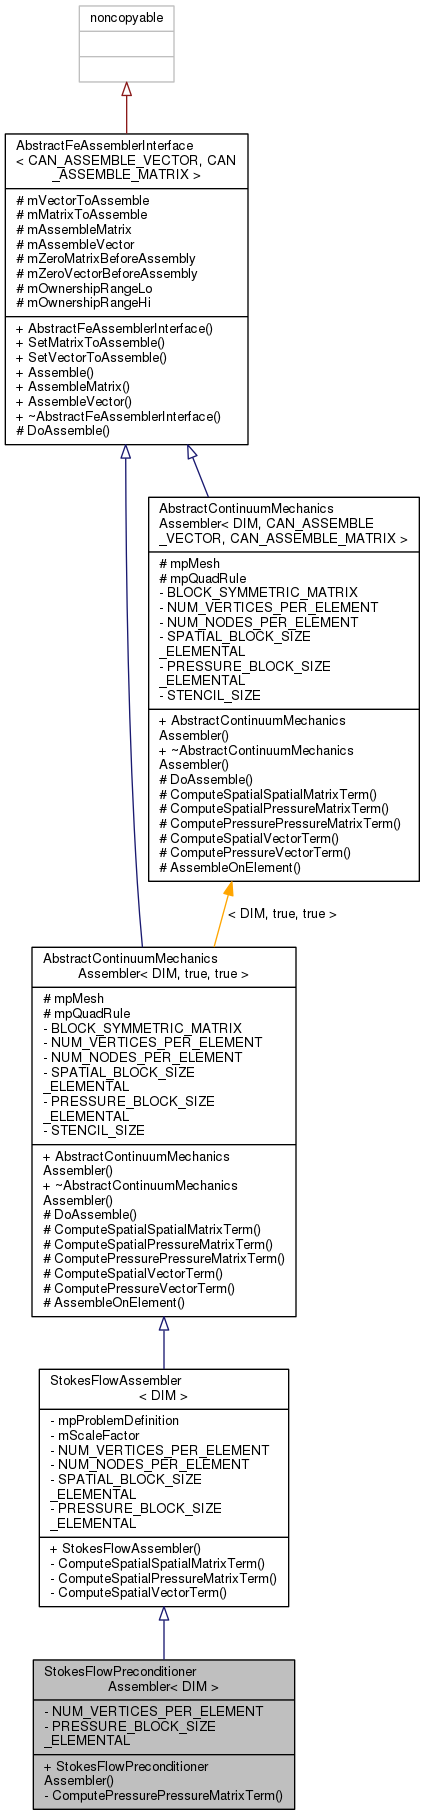 noncopyable
AbstractFeAssemblerInterface
< CAN_ASSEMBLE_VECTOR, CAN
_ASSEMBLE_MATRIX >
# mVectorToAssemble
# mMatrixToAssemble
# mAssembleMatrix
# mAssembleVector
# mZeroMatrixBeforeAssembly
# mZeroVectorBeforeAssembly
# mOwnershipRangeLo
# mOwnershipRangeHi
+ AbstractFeAssemblerInterface()
+ SetMatrixToAssemble()
+ SetVectorToAssemble()
+ Assemble()
+ AssembleMatrix()
+ AssembleVector()
+ ~AbstractFeAssemblerInterface()
# DoAssemble()
AbstractContinuumMechanics
Assembler< DIM, CAN_ASSEMBLE
_VECTOR, CAN_ASSEMBLE_MATRIX >
# mpMesh
# mpQuadRule
- BLOCK_SYMMETRIC_MATRIX
- NUM_VERTICES_PER_ELEMENT
- NUM_NODES_PER_ELEMENT
- SPATIAL_BLOCK_SIZE
_ELEMENTAL
- PRESSURE_BLOCK_SIZE
_ELEMENTAL
- STENCIL_SIZE
+ AbstractContinuumMechanics
Assembler()
+ ~AbstractContinuumMechanics
Assembler()
# DoAssemble()
# ComputeSpatialSpatialMatrixTerm()
# ComputeSpatialPressureMatrixTerm()
# ComputePressurePressureMatrixTerm()
# ComputeSpatialVectorTerm()
# ComputePressureVectorTerm()
# AssembleOnElement()
< DIM, true, true >
AbstractContinuumMechanics
Assembler< DIM, true, true >
# mpMesh
# mpQuadRule
- BLOCK_SYMMETRIC_MATRIX
- NUM_VERTICES_PER_ELEMENT
- NUM_NODES_PER_ELEMENT
- SPATIAL_BLOCK_SIZE
_ELEMENTAL
- PRESSURE_BLOCK_SIZE
_ELEMENTAL
- STENCIL_SIZE
+ AbstractContinuumMechanics
Assembler()
+ ~AbstractContinuumMechanics
Assembler()
# DoAssemble()
# ComputeSpatialSpatialMatrixTerm()
# ComputeSpatialPressureMatrixTerm()
# ComputePressurePressureMatrixTerm()
# ComputeSpatialVectorTerm()
# ComputePressureVectorTerm()
# AssembleOnElement()
StokesFlowAssembler
< DIM >
- mpProblemDefinition
- mScaleFactor
- NUM_VERTICES_PER_ELEMENT
- NUM_NODES_PER_ELEMENT
- SPATIAL_BLOCK_SIZE
_ELEMENTAL
- PRESSURE_BLOCK_SIZE
_ELEMENTAL
+ StokesFlowAssembler()
- ComputeSpatialSpatialMatrixTerm()
- ComputeSpatialPressureMatrixTerm()
- ComputeSpatialVectorTerm()
StokesFlowPreconditioner
Assembler< DIM >
- NUM_VERTICES_PER_ELEMENT
- PRESSURE_BLOCK_SIZE
_ELEMENTAL
+ StokesFlowPreconditioner
Assembler()
- ComputePressurePressureMatrixTerm()